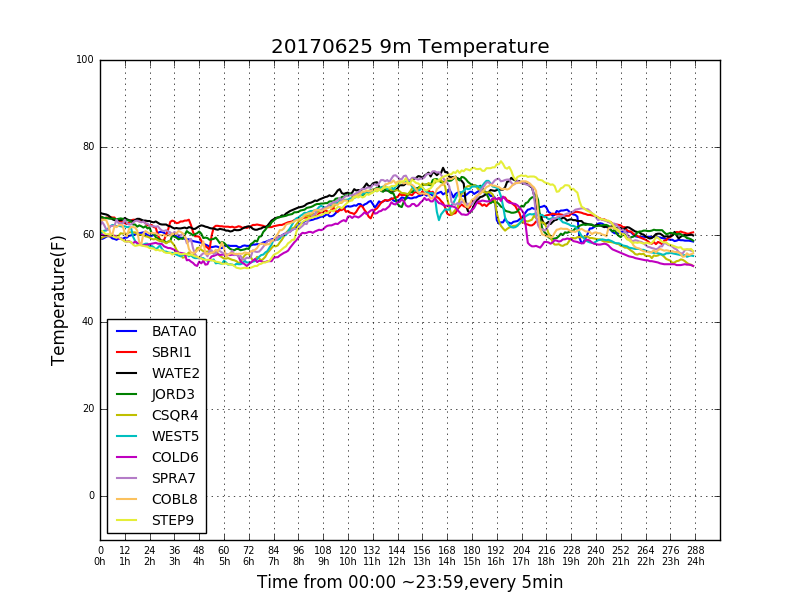 20170625 9m Temperature
100
80
60
40
20
0
Temperature(F)
BATA0
SBRI1
WATE2
JORD3
CSQR4
WEST5
COLD6
SPRA7
COBL8
STEP9
0 12 24 36 48 60 72 84 96 108 120 132 144 156 168 180 192 204 216 228 240 252 264 276 288
0h 1h 2h 3h 4h 5h 6h 7h 8h 9h 10h 11h 12h 13h 14h 15h 16h 17h 18h 19h 20h 21h 22h 23h 24h
Time from 00:00 ~23:59,every 5min